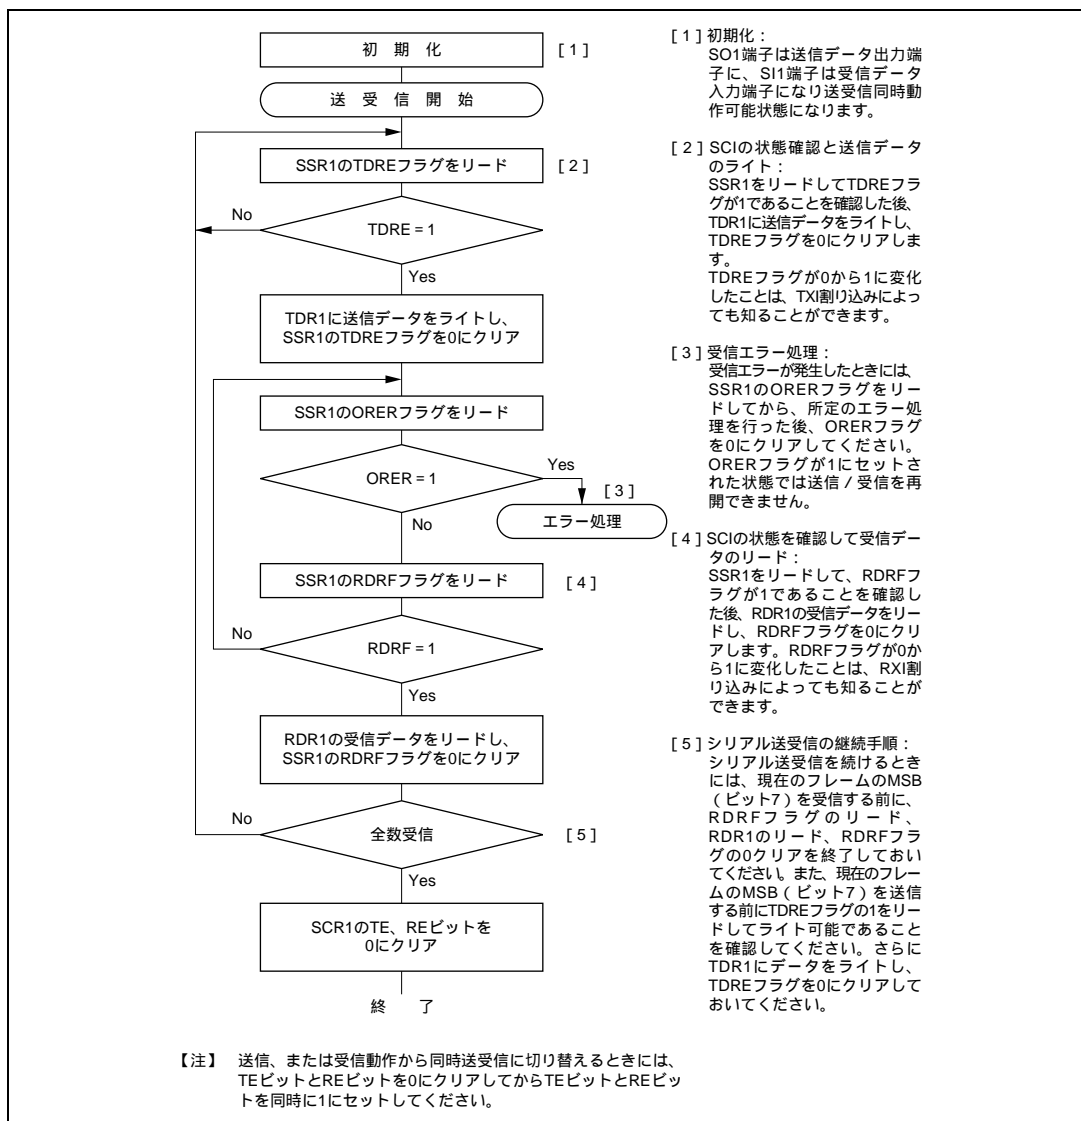 初 期 化
[ 1 ]
送 受 信 開 始
SSR1のTDREフラグをリード
[ 2 ]
No
TDRE = 1
Yes
TDR1に送信データをライトし、
SSR1のTDREフラグを0にクリア
SSR1のORERフラグをリード
ORER = 1
Yes
[ 3 ]
エラー処理
No
SSR1のRDRFフラグをリード
[ 4 ]
No
RDRF = 1
Yes
RDR1の受信データをリードし、
SSR1のRDRFフラグを0にクリア
No
全数受信
[ 5 ]
Yes
SCR1のTE、REビットを
0にクリア
終 了
[ 1 ] 初期化：
SO1端子は送信データ出力端
子に、SI1端子は受信データ
入力端子になり送受信同時動
作可能状態になります。
[ 2 ] SCIの状態確認と送信データ
のライト：
SSR1をリードしてTDREフラ
グが1であることを確認した後、
TDR1に送信データをライトし、
TDREフラグを0にクリアしま
す。
TDREフラグが0から1に変化
したことは、TXI割り込みによっ
ても知ることができます。
[ 3 ] 受信エラー処理：
受信エラーが発生したときには、
SSR1のORERフラグをリー
ドしてから、所定のエラー処
理を行った後、ORERフラグ
を0にクリアしてください。
ORERフラグが1にセットさ
れた状態では送信 / 受信を再
開できません。
[ 4 ] SCIの状態を確認して受信デー
タのリード：
SSR1をリードして、RDRFフ
ラグが1であることを確認し
た後、RDR1の受信データをリー
ドし、RDRFフラグを0にクリ
アします。RDRFフラグが0か
ら1に変化したことは、RXI割
り込みによっても知ることが
できます。
[ 5 ] シリアル送受信の継続手順：
シリアル送受信を続けるとき
には、現在のフレームのMSB
（ビット7）を受信する前に、
RDRFフラグのリード、
RDR1のリード、RDRFフラ
グの0クリアを終了しておい
てください。また、現在のフレー
ムのMSB（ビット7）を送信
する前にTDREフラグの1をリー
ドしてライト可能であること
を確認してください。さらに
TDR1にデータをライトし、
TDREフラグを0にクリアして
おいてください。
【注】 送信、または受信動作から同時送受信に切り替えるときには、
TEビットとREビットを0にクリアしてからTEビットとREビッ
トを同時に1にセットしてください。